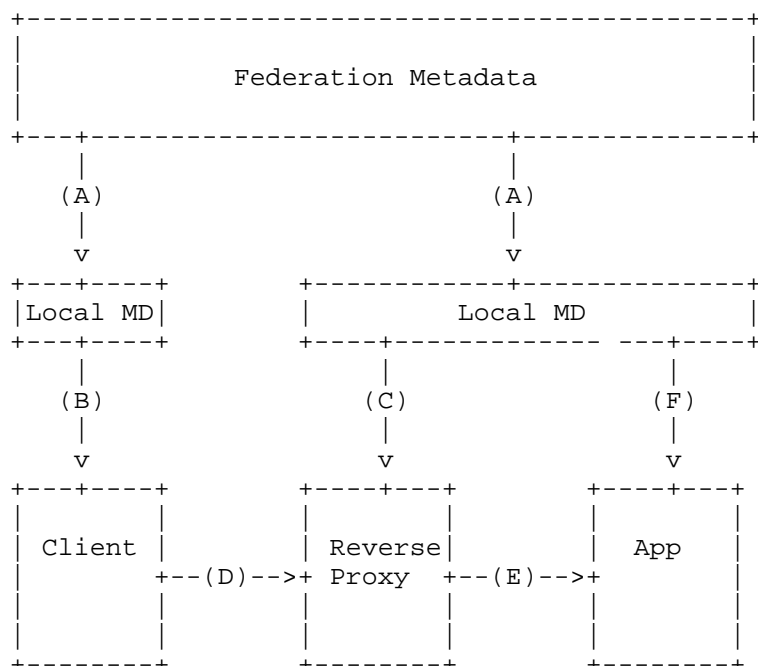 Federation Metadata
(A) (A)
Local MD Local MD
(B) (C) (F)
Client Reverse App
(D) Proxy (E)